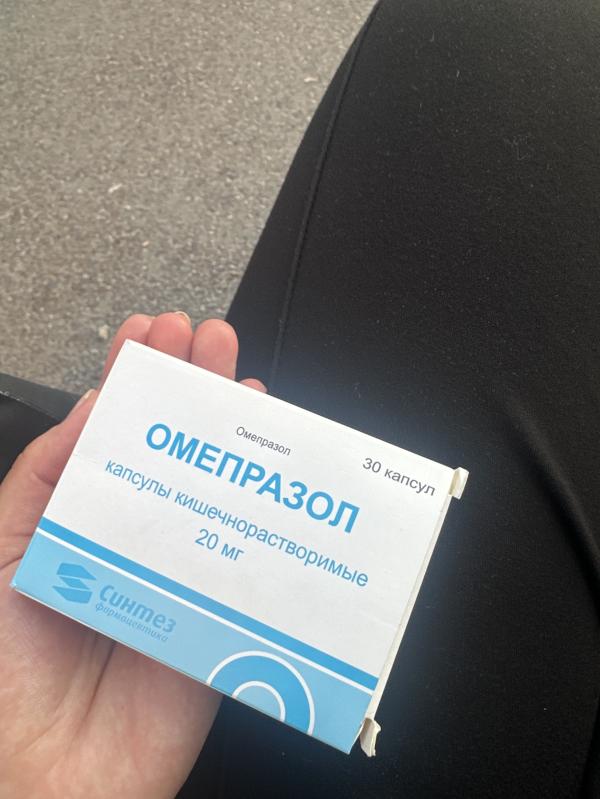 Омепразол
30 капсул
ОМЕПРАЗОЛ
капсулы кишечнорастворимые
20 мг
Синтез
фармацевтика